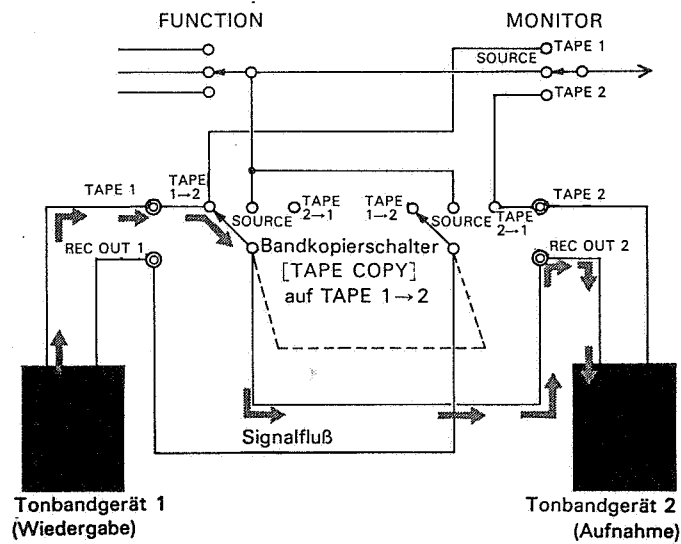 FUNCTION
MONITOR
TAPE 1
SOURCE
TAPE 2
TAPE 1
TAPE
1→2
SOURCE
TAPE
2→1
TAPE
1→2
SOURCE
TAPE
2→1
TAPE 2
REC OUT 1
Bandkopierschalter
[TAPE COPY]
auf TAPE 1→2
REC OUT 2
Signalfluß
Tonbandgerät 1
(Wiedergabe)
Tonbandgerät 2
(Aufnahme)